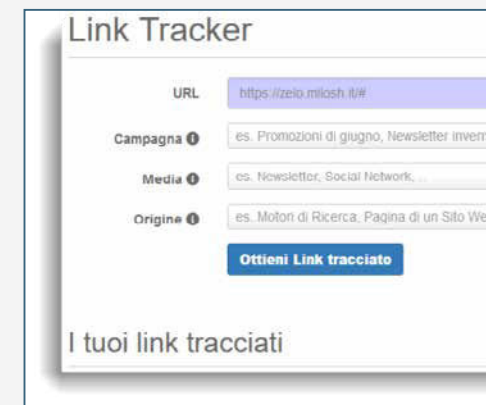 Link Tracker
URL https://zelo.milosh.it/#
Campagna es. Promozioni di giugno, Newsletter invern
Media es. Newsletter, Social Network, ...
Origine es. Motori di Ricerca, Pagina di un Sito We
Ottieni Link tracciato
I tuoi link tracciati